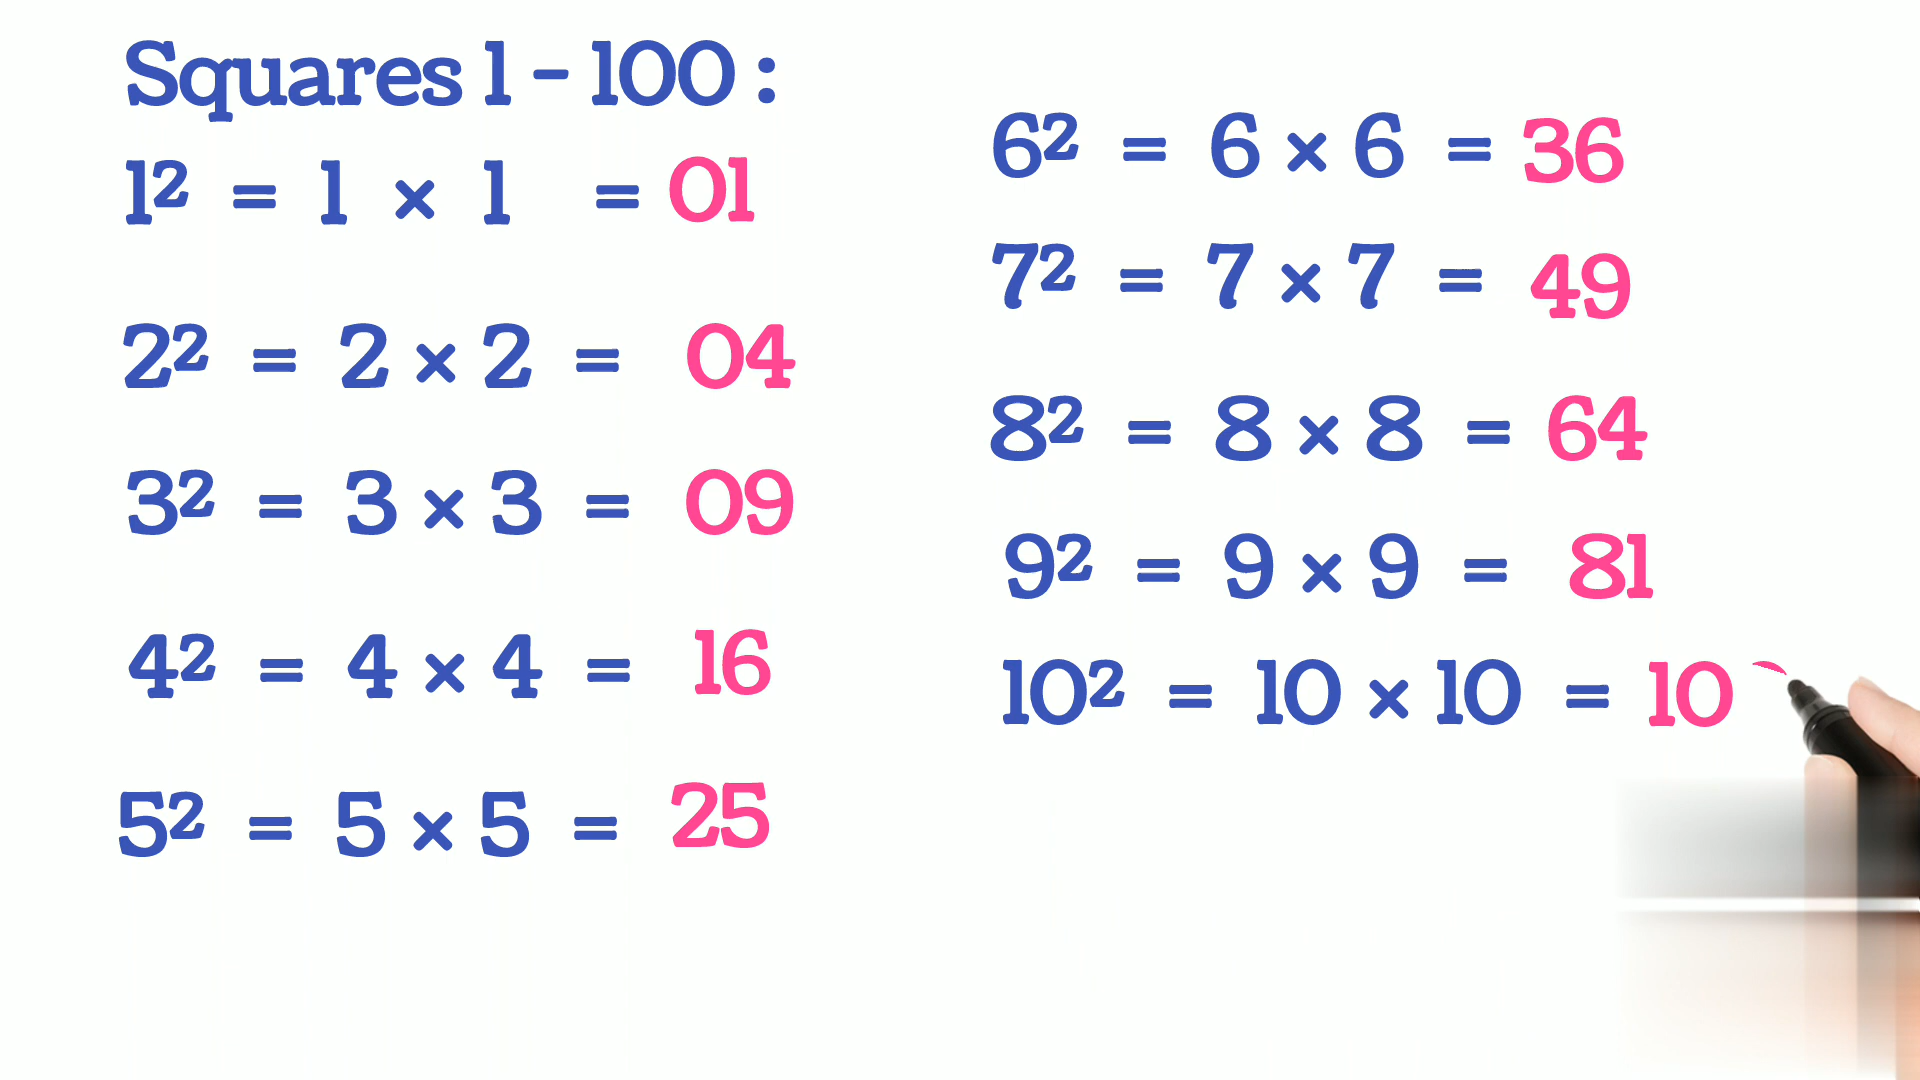 Squares 1 - 100 :
1² = 1 × 1 = 01
2² = 2 × 2 = 04
3² = 3 × 3 = 09
4² = 4 × 4 = 16
5² = 5 × 5 = 25
6² = 6 × 6 = 36
7² = 7 × 7 = 49
8² = 8 × 8 = 64
9² = 9 × 9 = 81
10² = 10 × 10 = 10